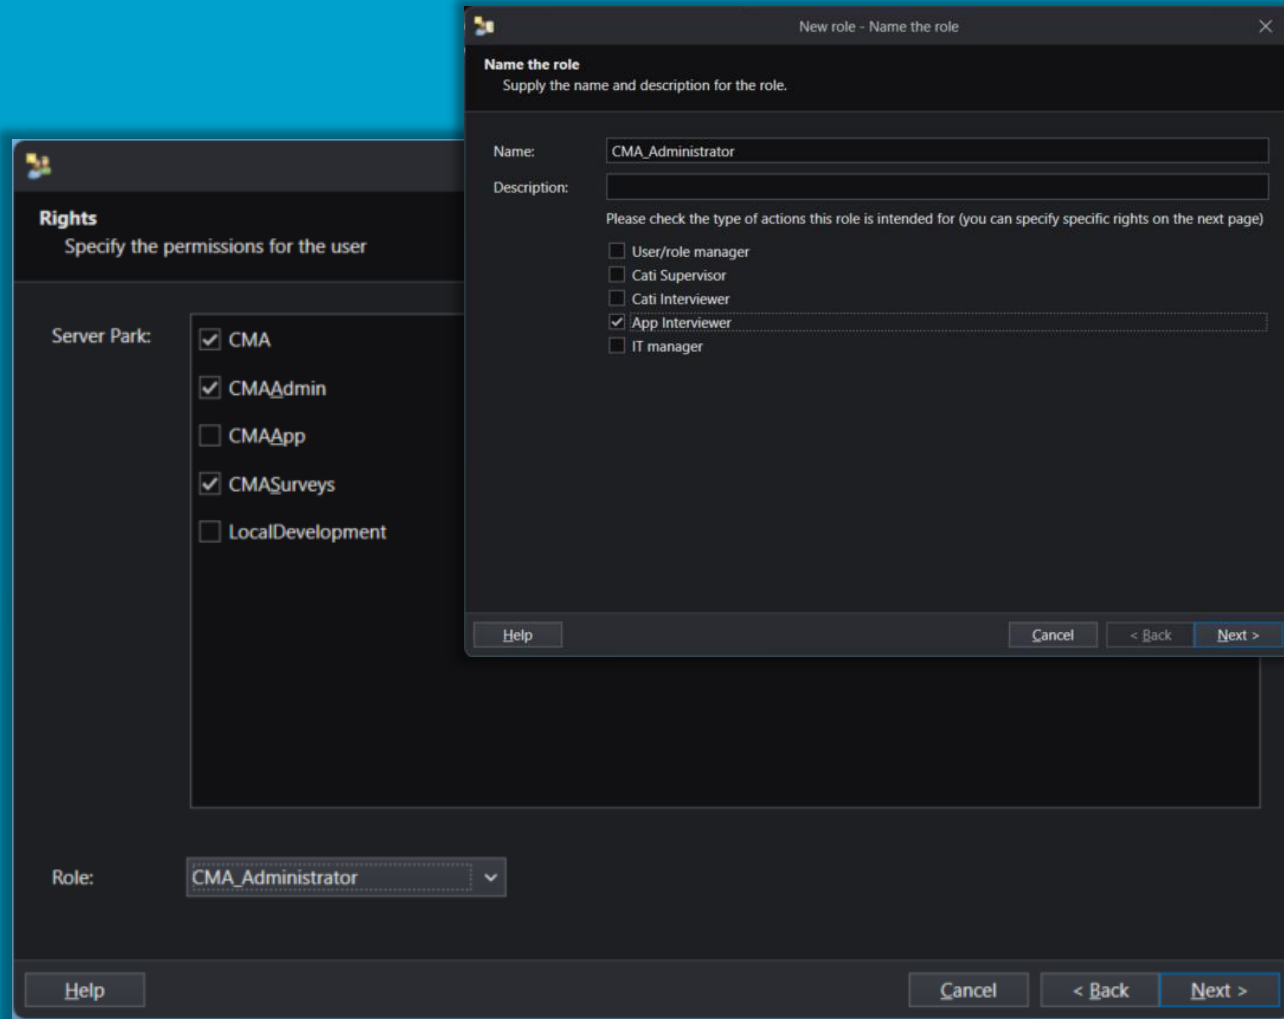 New role - Name the role
Name the role
Supply the name and description for the role.
Name: CMA_Administrator
Description:
Please check the type of actions this role is intended for (you can specify specific rights on the next page)
User/role manager
Cati Supervisor
Cati Interviewer
App Interviewer
IT manager
Help Cancel < Back Next >
Rights
Specify the permissions for the user
Server Park:
CMA
CMAAdmin
CMAApp
CMASurveys
LocalDevelopment
Role: CMA_Administrator
Help Cancel < Back Next >